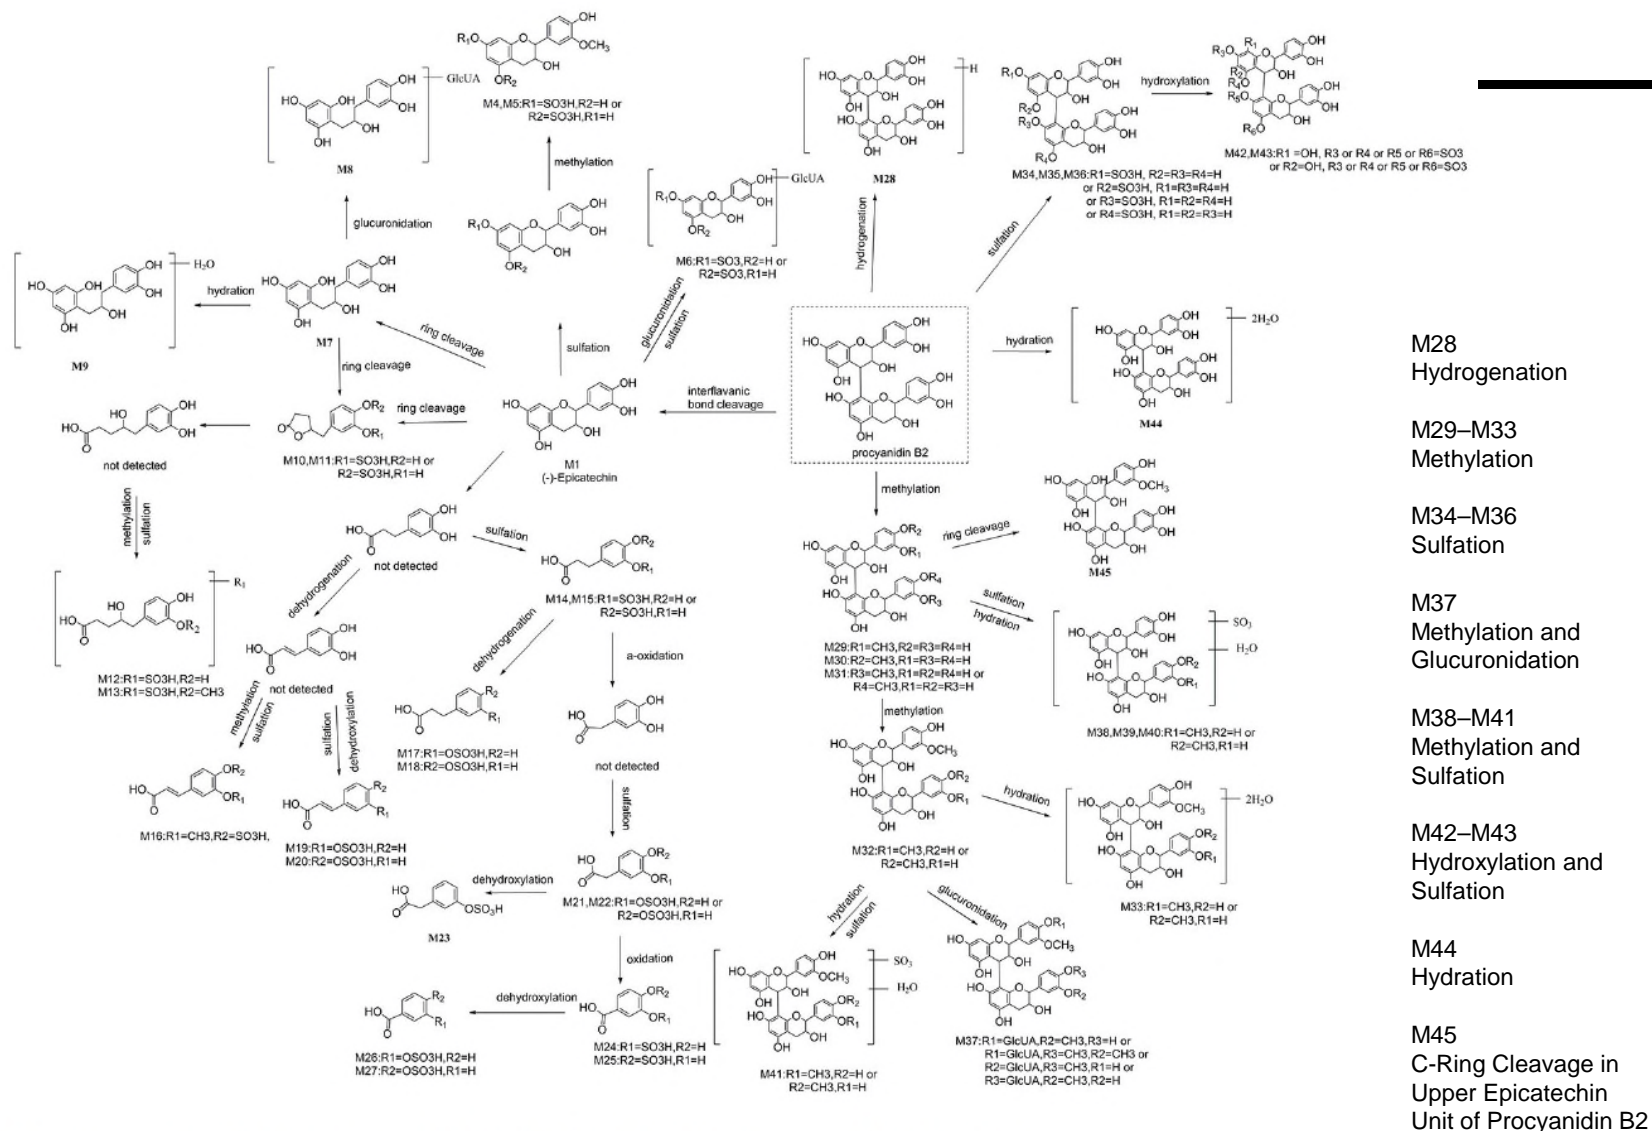 M4,M5:R1=SO3H,R2=H or
R2=SO3H,R1=H
GlcUA
M8
methylation
glucuronidation
H2O
hydration
M9
M7
ring cleavage
ring cleavage
sulfation
GlcUA
M6:R1=SO3,R2=H or
R2=SO3,R1=H
glucuronidation
sulfation
H
M28
hydrogenation
M34,M35,M36:R1=SO3H, R2=R3=R4=H
or R2=SO3H, R1=R3=R4=H
or R3=SO3H, R1=R2=R4=H
or R4=SO3H, R1=R2=R3=H
hydroxylation
M42,M43:R1 =OH, R3 or R4 or R5 or R6=SO3
or R2=OH, R3 or R4 or R5 or R6=SO3
sulfation
hydration
2H2O
M44
procyanidin B2
interflavanic
bond cleavage
M1
(-)-Epicatechin
ring cleavage
M10,M11:R1=SO3H,R2=H or
R2=SO3H,R1=H
not detected
methylation
sulfation
R1
M12:R1=SO3H,R2=H
M13:R1=SO3H,R2=CH3
not detected
sulfation
dehydrogenation
not detected
M14,M15:R1=SO3H,R2=H or
R2=SO3H,R1=H
methylation
sulfation
sulfation
dehydroxylation
M16:R1=CH3,R2=SO3H,
M19:R1=OSO3H,R2=H
M20:R2=OSO3H,R1=H
dehydrogenation
M17:R1=OSO3H,R2=H
M18:R2=OSO3H,R1=H
a-oxidation
not detected
sulfation
M21,M22:R1=OSO3H,R2=H or
R2=OSO3H,R1=H
dehydroxylation
M23
oxidation
M24:R1=SO3H,R2=H
M25:R2=SO3H,R1=H
dehydroxylation
M26:R1=OSO3H,R2=H
M27:R2=OSO3H,R1=H
methylation
M29:R1=CH3,R2=R3=R4=H
M30:R2=CH3,R1=R3=R4=H
M31:R3=CH3,R1=R2=R4=H or
R4=CH3,R1=R2=R3=H
ring cleavage
M45
sulfation
hydration
SO3
H2O
M38,M39,M40:R1=CH3,R2=H or
R2=CH3,R1=H
methylation
M32:R1=CH3,R2=H or
R2=CH3,R1=H
hydration
2H2O
M33:R1=CH3,R2=H or
R2=CH3,R1=H
hydration
sulfation
SO3
H2O
M41:R1=CH3,R2=H or
R2=CH3,R1=H
glucuronidation
M37:R1=GlcUA,R2=CH3,R3=H or
R1=GlcUA,R3=CH3,R2=CH3 or
R2=GlcUA,R3=CH3,R1=H or
R3=GlcUA,R2=CH3,R2=H
M28
Hydrogenation
M29–M33
Methylation
M34–M36
Sulfation
M37
Methylation and
Glucuronidation
M38–M41
Methylation and
Sulfation
M42–M43
Hydroxylation and
Sulfation
M44
Hydration
M45
C-Ring Cleavage in
Upper Epicatechin
Unit of Procyanidin B2